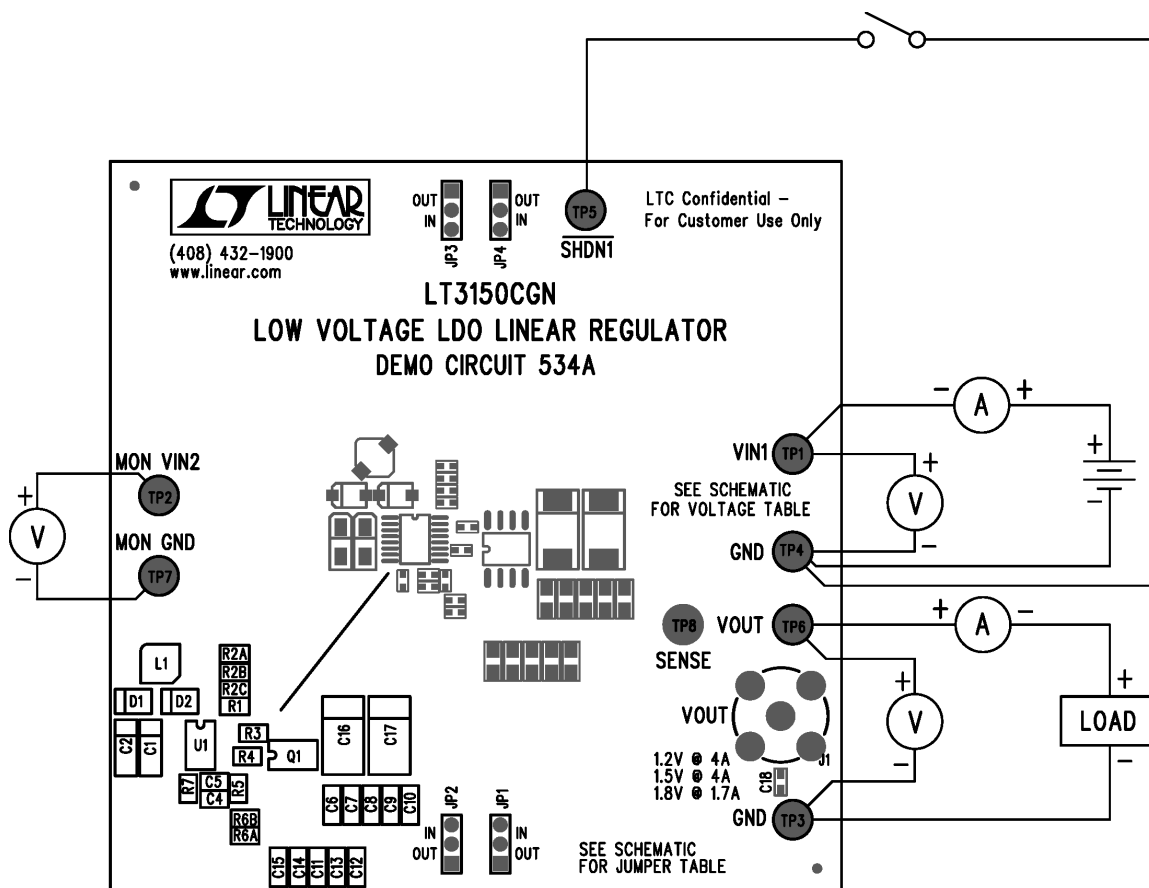 LINEAR
TECHNOLOGY
(408) 432-1900
www.linear.com
OUT
IN
JP3
OUT
IN
JP4
TP5
SHDN1
LTC Confidential –
For Customer Use Only
LT3150CGN
LOW VOLTAGE LDO LINEAR REGULATOR
DEMO CIRCUIT 534A
- A +
MON VIN2
TP2
+
V
-
MON GND
TP7
VIN1
TP1
+
V
-
+
-
SEE SCHEMATIC
FOR VOLTAGE TABLE
GND
TP4
TP8
SENSE
VOUT
TP6
+ A -
L1
R2A
R2B
R2C
R1
D1
D2
C2
C1
U1
R3
R4
Q1
C16
C17
R7
C5
C4
R5
R6B
R6A
C6
C7
C8
C9
C10
C15
C14
C11
C13
C12
VOUT
J1
1.2V @ 4A
1.5V @ 4A
1.8V @ 1.7A
C18
+
V
-
+
LOAD
-
GND
TP3
JP2
IN
OUT
JP1
IN
OUT
SEE SCHEMATIC
FOR JUMPER TABLE